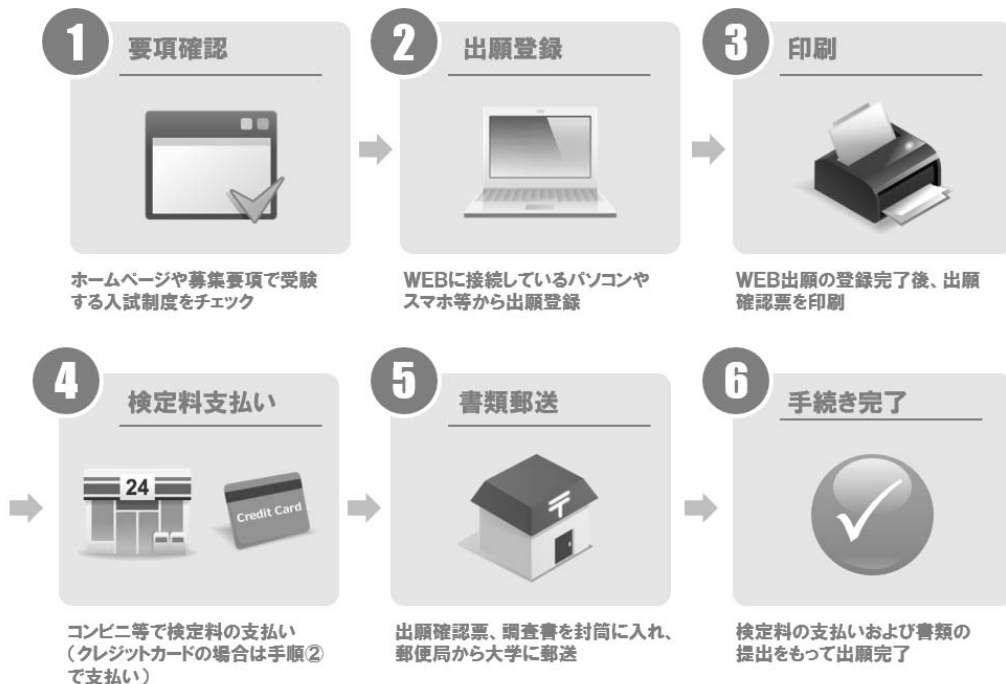 1 要項確認
ホームページや募集要項で受験
する入試制度をチェック
2 出願登録
WEBに接続しているパソコンや
スマホ等から出願登録
3 印刷
WEB出願の登録完了後、出願
確認票を印刷
4 検定料支払い
24
Credit Card
コンビニ等で検定料の支払い
（クレジットカードの場合は手順②
で支払い）
5 書類郵送
〒
出願確認票、調査書を封筒に入れ、
郵便局から大学に郵送
6 手続き完了
検定料の支払いおよび書類の
提出をもって出願完了